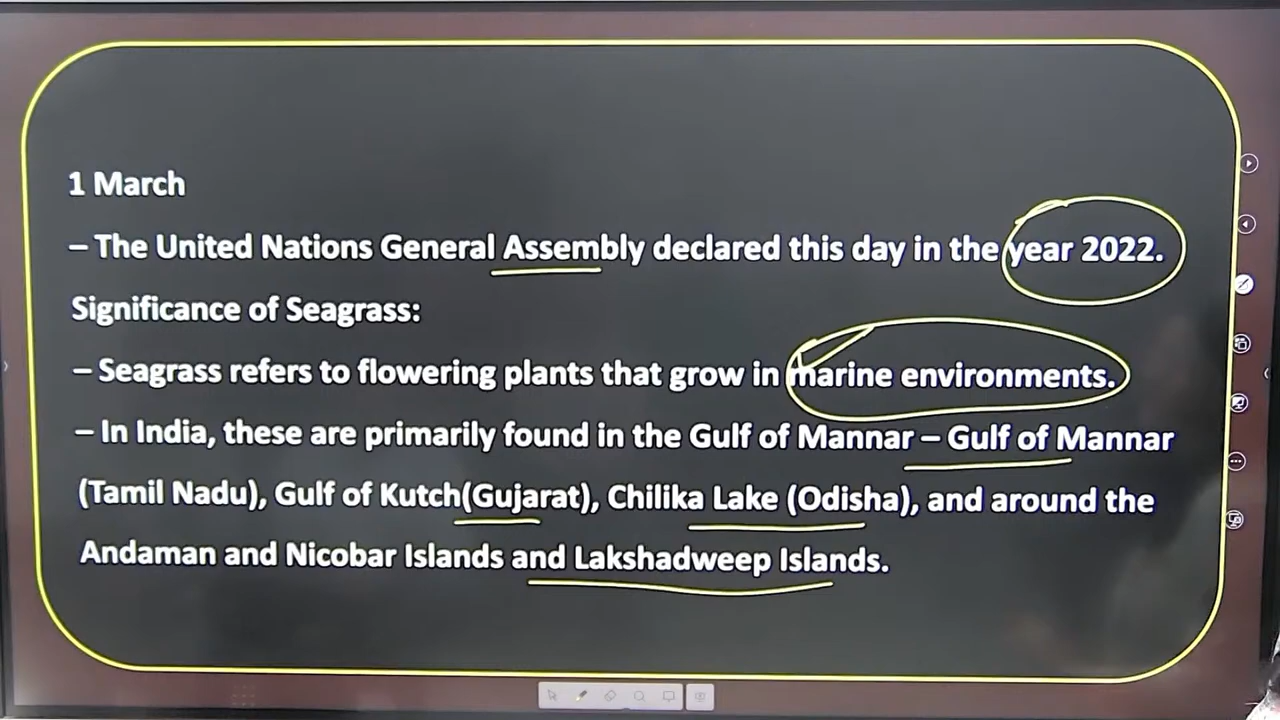 1 March
– The United Nations General Assembly declared this day in the year 2022.
Significance of Seagrass:
– Seagrass refers to flowering plants that grow in marine environments.
– In India, these are primarily found in the Gulf of Mannar – Gulf of Mannar
(Tamil Nadu), Gulf of Kutch(Gujarat), Chilika Lake (Odisha), and around the
Andaman and Nicobar Islands and Lakshadweep Islands.